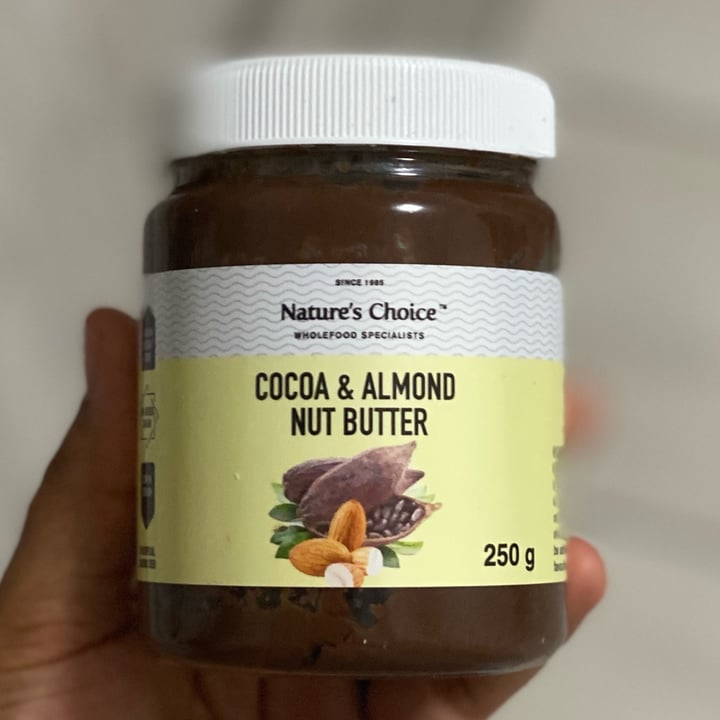 SINCE 1985
Nature's Choice™
WHOLEFOOD SPECIALISTS
COCOA & ALMOND
NUT BUTTER
250 g